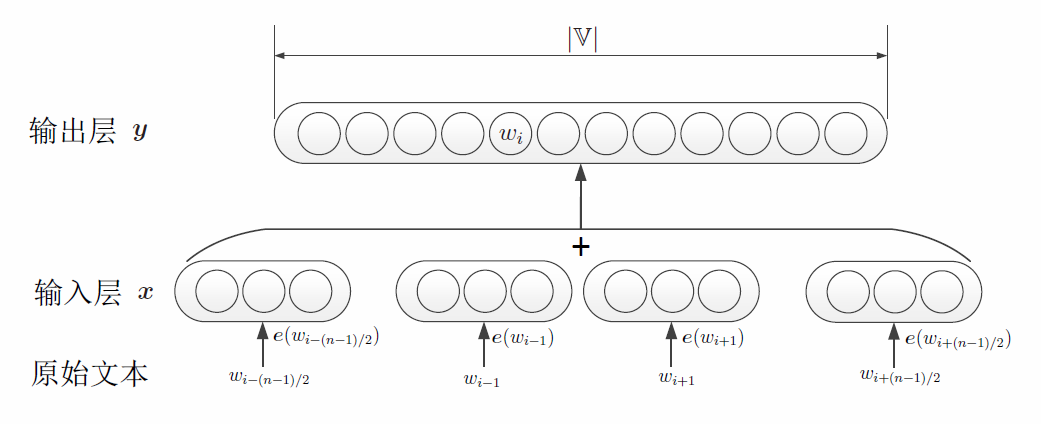 |𝕍|
输出层 y
w_i
+
输入层 x
e(w_{i-(n-1)/2}) e(w_{i-1}) e(w_{i+1}) e(w_{i+(n-1)/2})
原始文本 w_{i-(n-1)/2} w_{i-1} w_{i+1} w_{i+(n-1)/2}